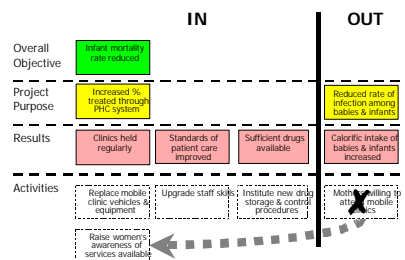 IN
OUT
Overall
Objective
Infant mortality
rate reduced
Project
Purpose
Increased %
treated through
PHC system
Reduced rate of
infection among
babies & infants
Results
Clinics held
regularly
Standards of
patient care
improved
Sufficient drugs
available
Calorific intake of
babies & infants
increased
Activities
Replace mobile
clinic vehicles &
equipment
Upgrade staff skills
Institute new drug
storage & control
procedures
willing to
mobile
Raise women's
awareness of
services available